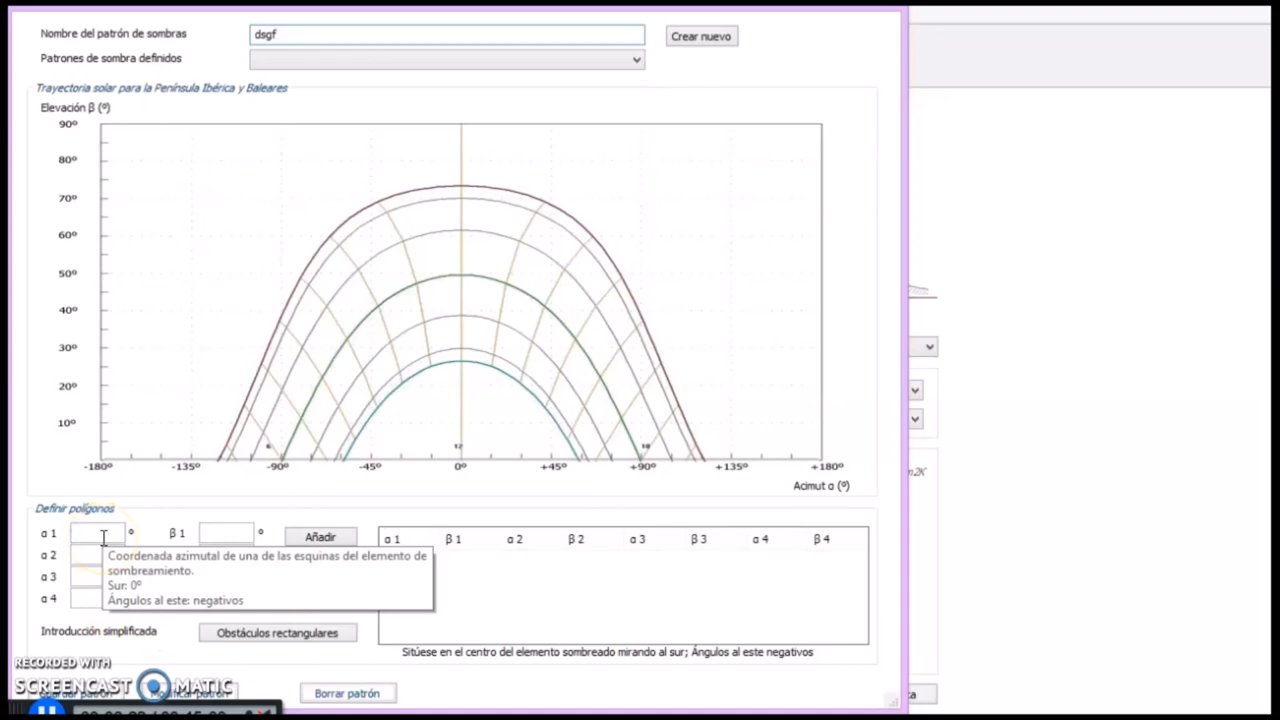 Nombre del patrón de sombras
dsgf
Crear nuevo
Patrones de sombra definidos
Trayectoria solar para la Península Ibérica y Baleares
Elevación β (º)
90º
80º
70º
60º
50º
40º
30º
20º
10º
6
12
18
-180º
-135º
-90º
-45º
0º
+45º
+90º
+135º
+180º
Acimut α (º)
Definir polígonos
α 1
º
β 1
º
Añadir
α 1 β 1 α 2 β 2 α 3 β 3 α 4 β 4
α 2
α 3
α 4
Coordenada azimutal de una de las esquinas del elemento de
sombreamiento.
Sur: 0º
Ángulos al este: negativos
Introducción simplificada
Obstáculos rectangulares
Sitúese en el centro del elemento sombreado mirando al sur; Ángulos al este negativos
RECORDED WITH
SCREENCAST MATIC
Borrar patrón
m2K